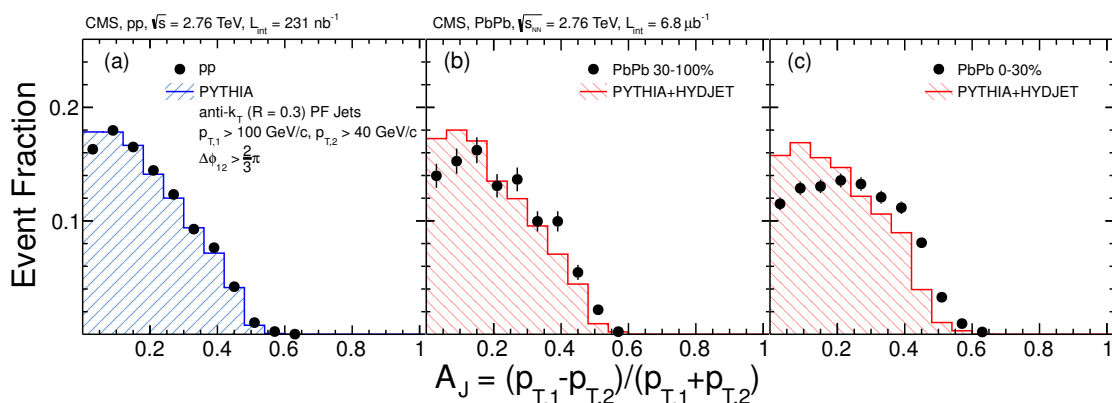 CMS, pp, √s = 2.76 TeV, L_int = 231 nb⁻¹
CMS, PbPb, √s_NN = 2.76 TeV, L_int = 6.8 μb⁻¹
(a)
pp
PYTHIA
anti-k_T (R = 0.3) PF Jets
p_T,1 > 100 GeV/c, p_T,2 > 40 GeV/c
Δϕ_12 > 2/3 π
(b)
PbPb 30-100%
PYTHIA+HYDJET
(c)
PbPb 0-30%
PYTHIA+HYDJET
Event Fraction
0.2
0.1
0.2 0.4 0.6 0.8 1 0.2 0.4 0.6 0.8 1 0.2 0.4 0.6 0.8 1
A_J = (p_T,1-p_T,2)/(p_T,1+p_T,2)